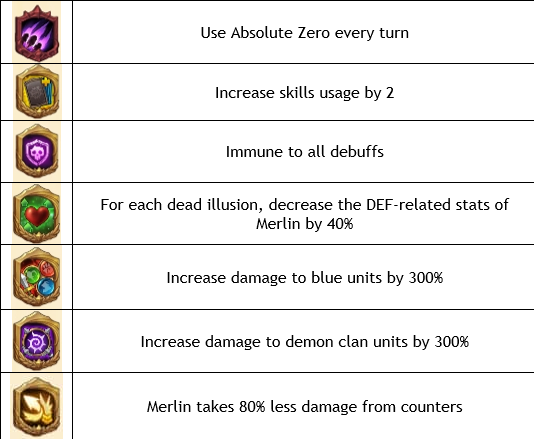 Use Absolute Zero every turn
Increase skills usage by 2
Immune to all debuffs
For each dead illusion, decrease the DEF-related stats of
Merlin by 40%
Increase damage to blue units by 300%
Increase damage to demon clan units by 300%
Merlin takes 80% less damage from counters